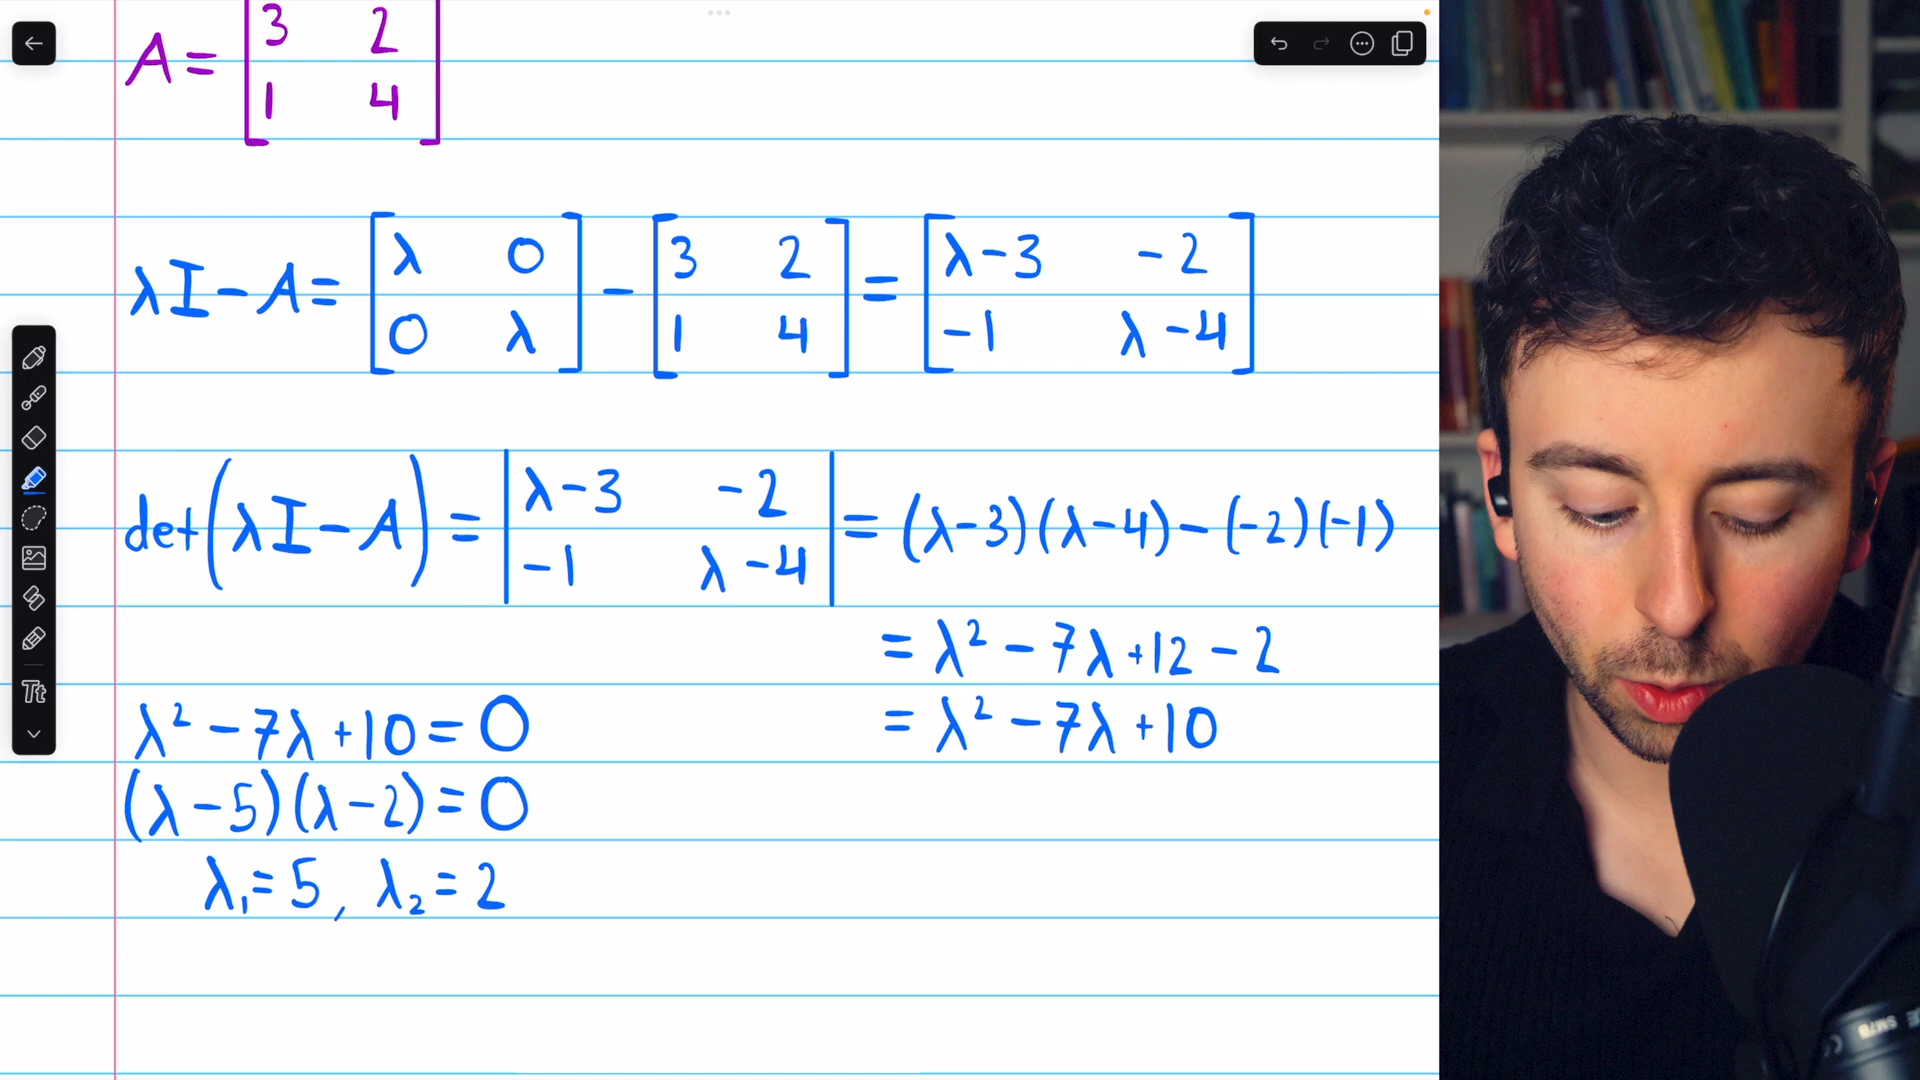 A = [3 2
1 4]
λI - A = [λ 0
0 λ] - [3 2
1 4] = [λ-3 -2
-1 λ-4]
det(λI - A) = |λ-3 -2
-1 λ-4| = (λ-3)(λ-4) - (-2)(-1)
= λ² - 7λ + 12 - 2
= λ² - 7λ + 10
λ² - 7λ + 10 = 0
(λ - 5)(λ - 2) = 0
λ₁ = 5, λ₂ = 2
Tt
SM7B